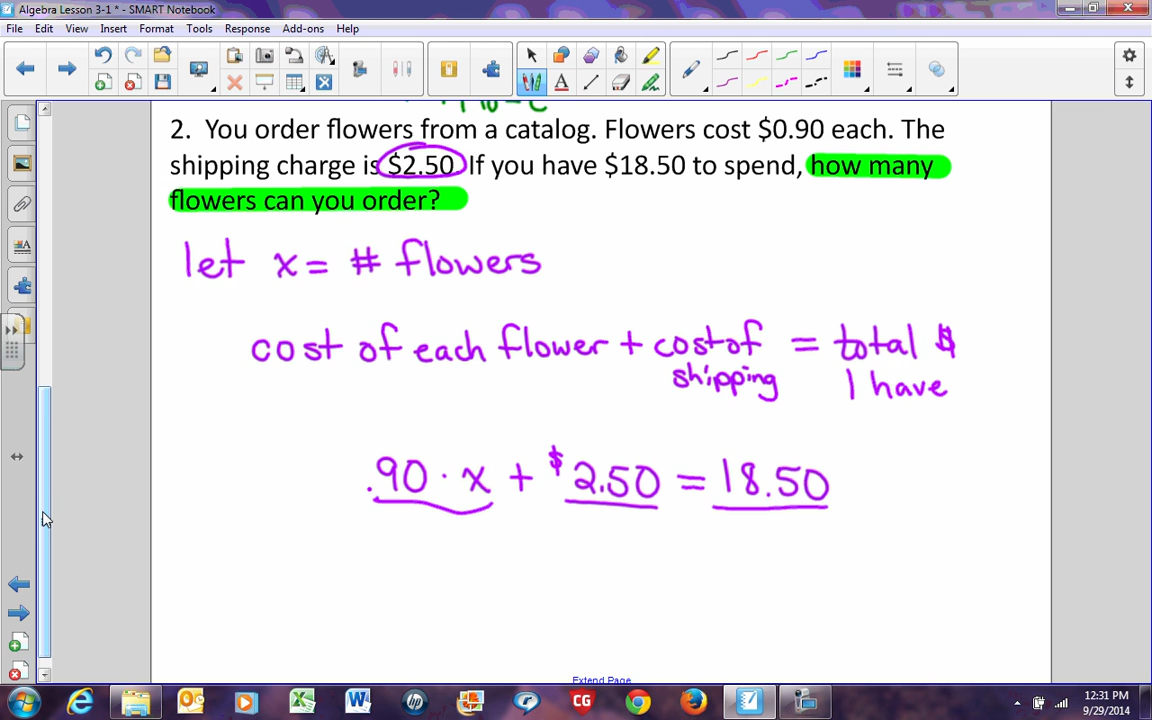 Algebra Lesson 3-1 * - SMART Notebook
File Edit View Insert Format Tools Response Add-ons Help
2. You order flowers from a catalog. Flowers cost $0.90 each. The
shipping charge is $2.50. If you have $18.50 to spend, how many
flowers can you order?
let x = # flowers
cost of each flower + cost of = total $
shipping I have
.90 · x + $2.50 = 18.50
Extend Page
12:31 PM
9/29/2014